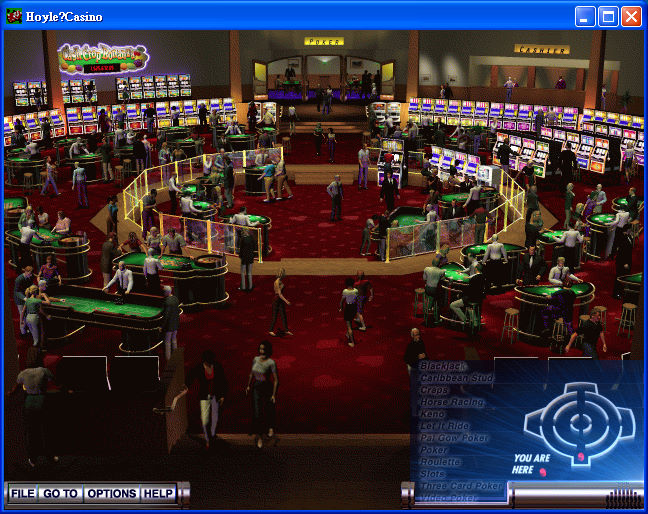 Hoyle?Casino
POKER
CASHIER
Blackjack
Caribbean Stud
Craps
Horse Racing
Keno
Let It Ride
Pai Gow Poker
Poker
Roulette
Slots
Three Card Poker
Video Poker
YOU ARE
HERE
FILE GO TO OPTIONS HELP